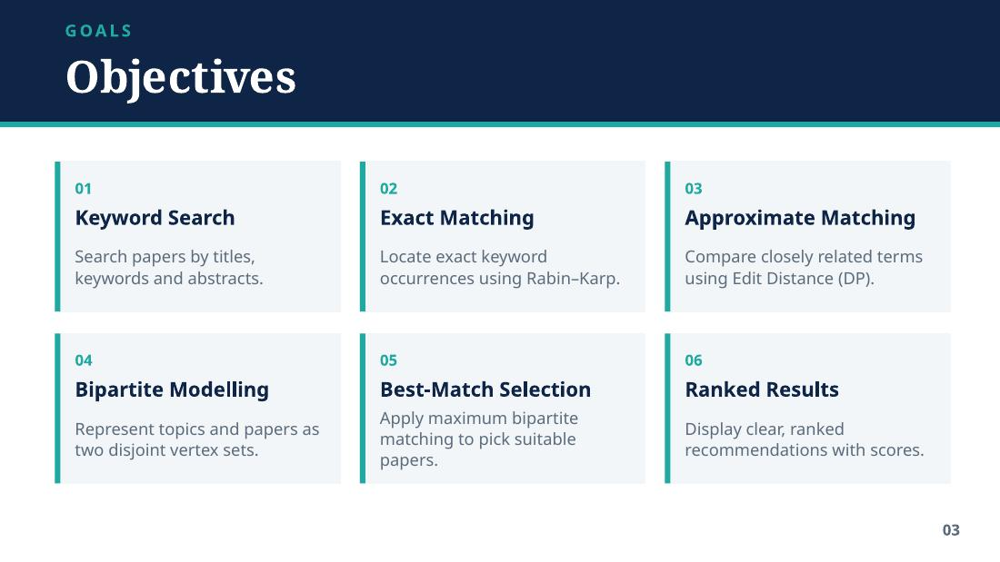 GOALS
Objectives
01
Keyword Search
Search papers by titles,
keywords and abstracts.
02
Exact Matching
Locate exact keyword
occurrences using Rabin–Karp.
03
Approximate Matching
Compare closely related terms
using Edit Distance (DP).
04
Bipartite Modelling
Represent topics and papers as
two disjoint vertex sets.
05
Best-Match Selection
Apply maximum bipartite
matching to pick suitable
papers.
06
Ranked Results
Display clear, ranked
recommendations with scores.
03